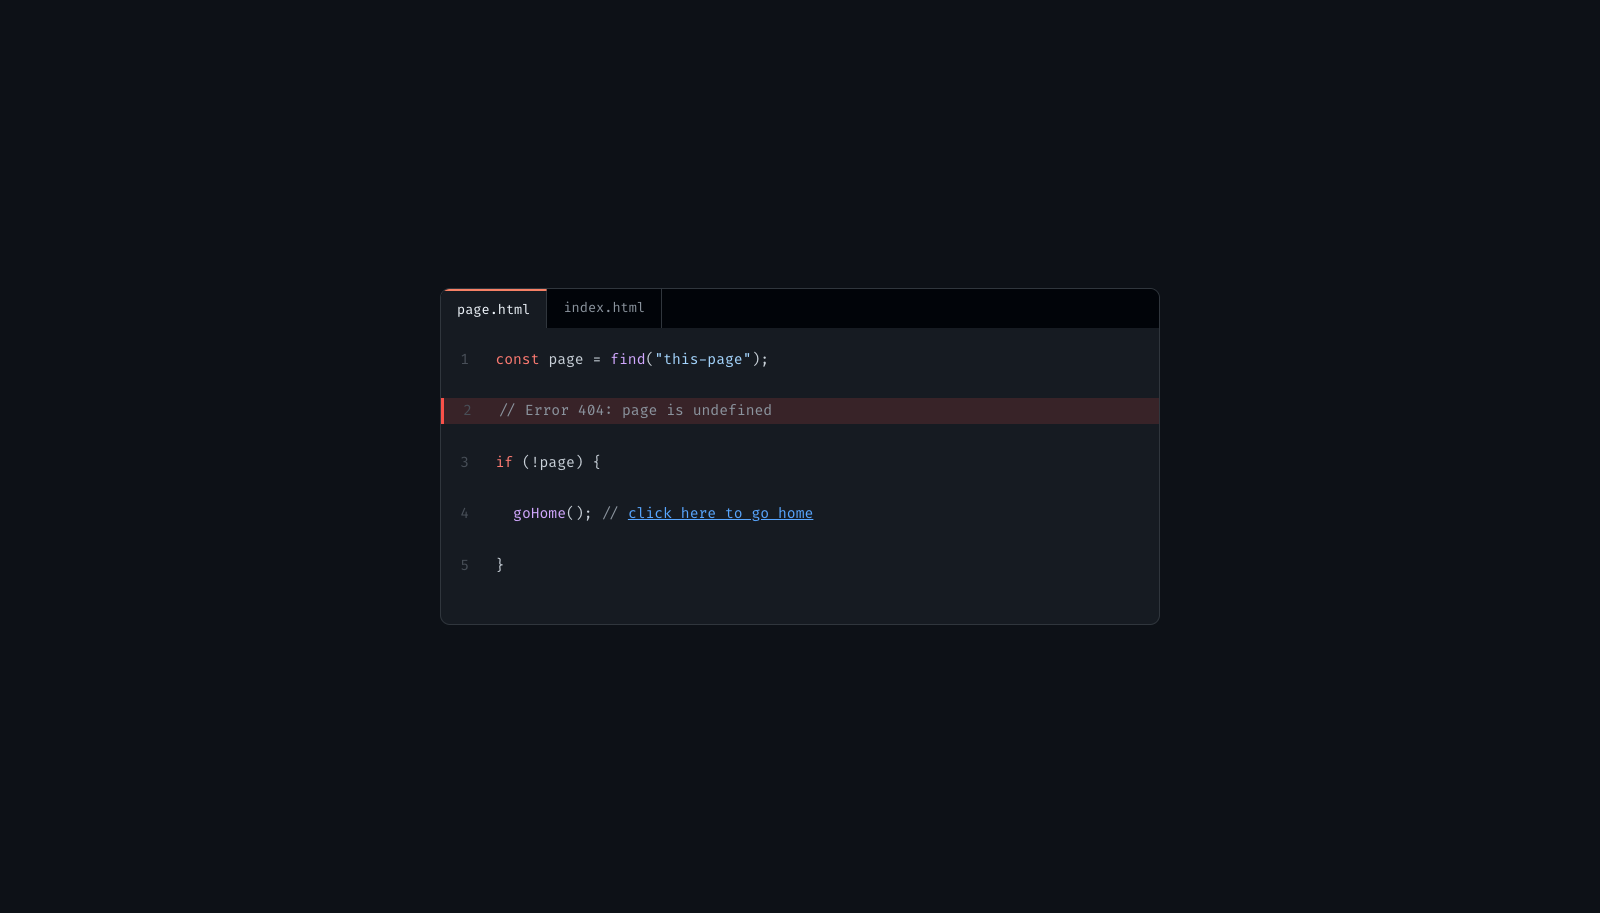 page.html index.html
1 const page = find("this-page");
2 // Error 404: page is undefined
3 if (!page) {
4 goHome(); // click here to go home
5 }